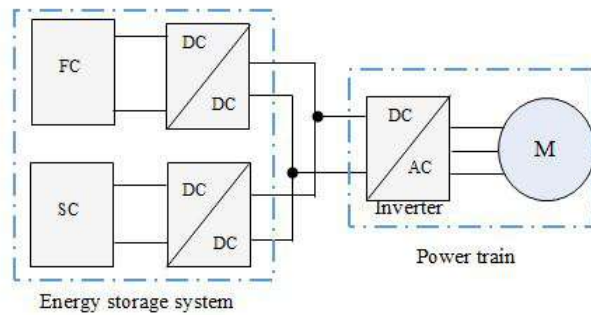 FC
DC
DC
SC
DC
DC
Energy storage system
DC
AC
Inverter
M
Power train